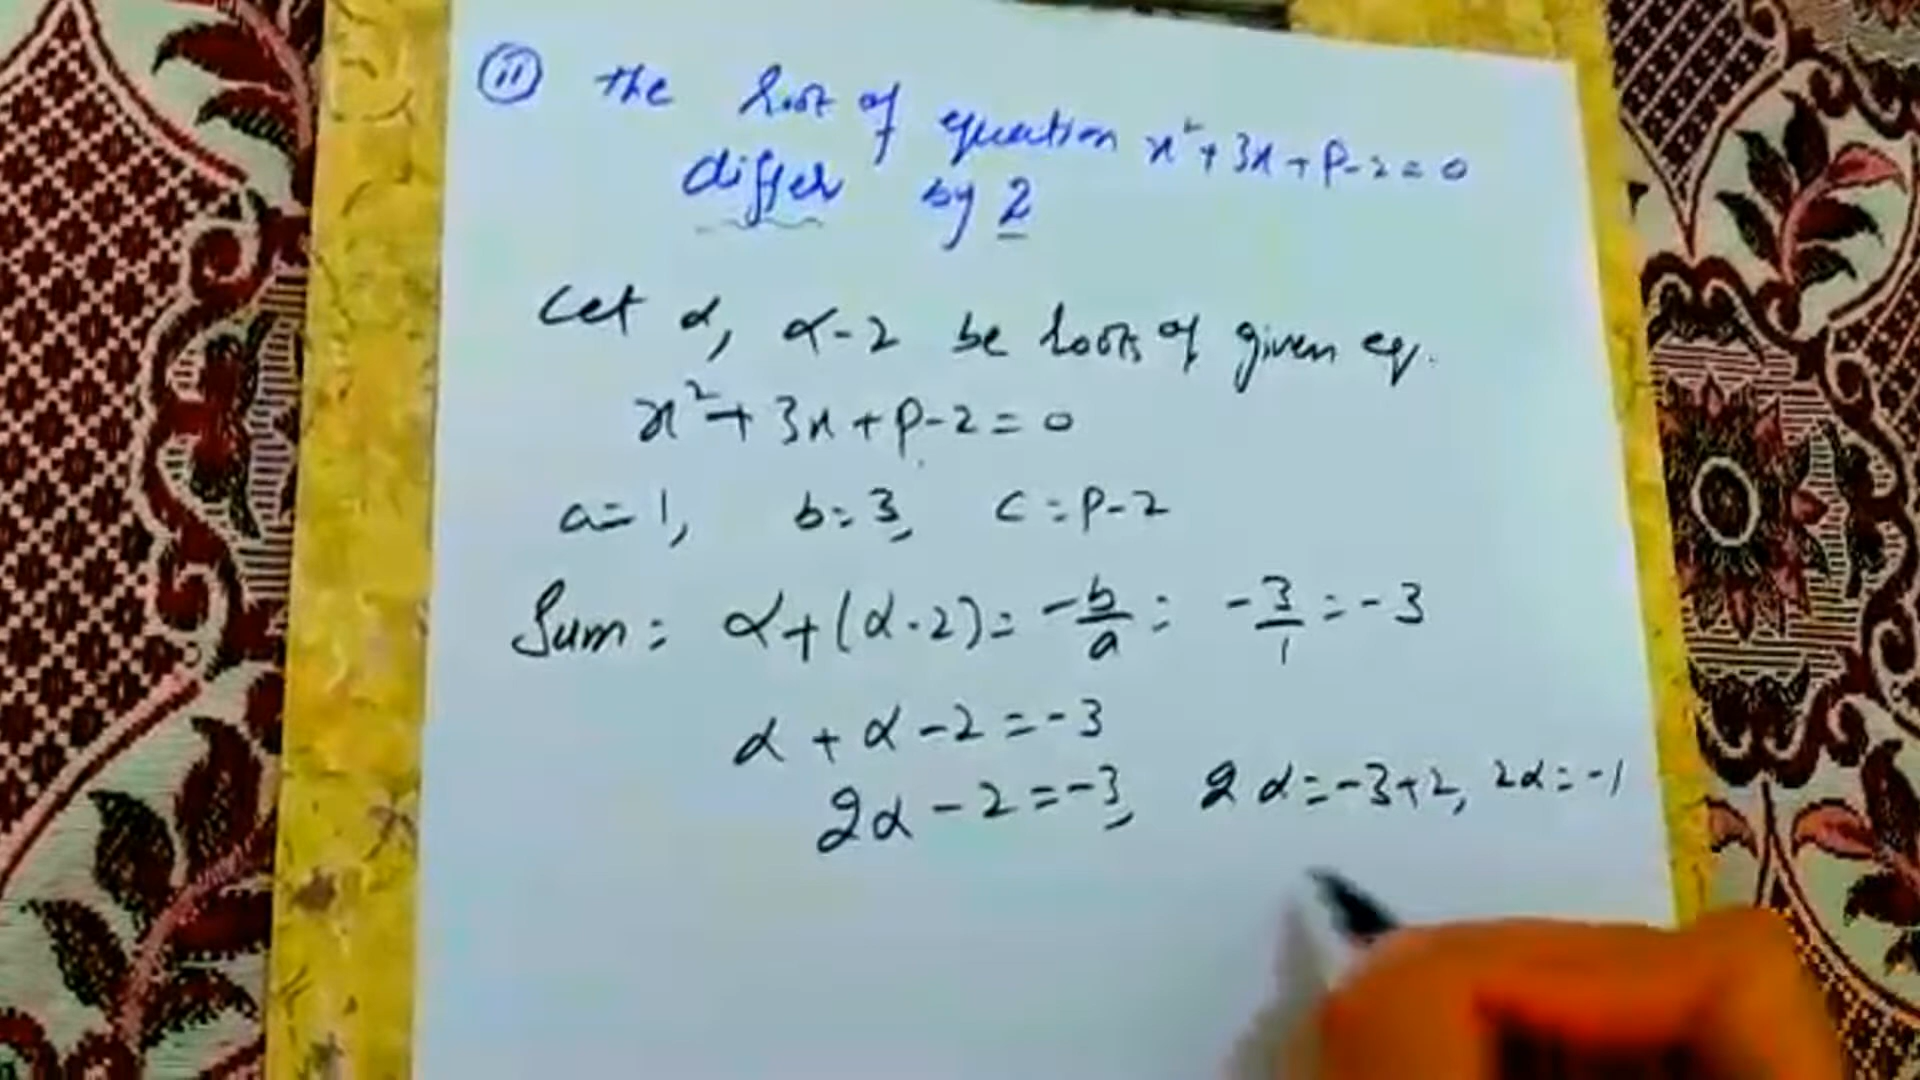 (ii) The Root of equation x²+3x+P-2=0
differ by 2
Let α, α-2 be roots of given eq.
x²+3x+P-2=0
a=1, b=3, c=P-2
Sum= α+(α-2)= -b/a = -3/1 = -3
α+α-2=-3
2α-2=-3, 2α=-3+2, 2α=-1